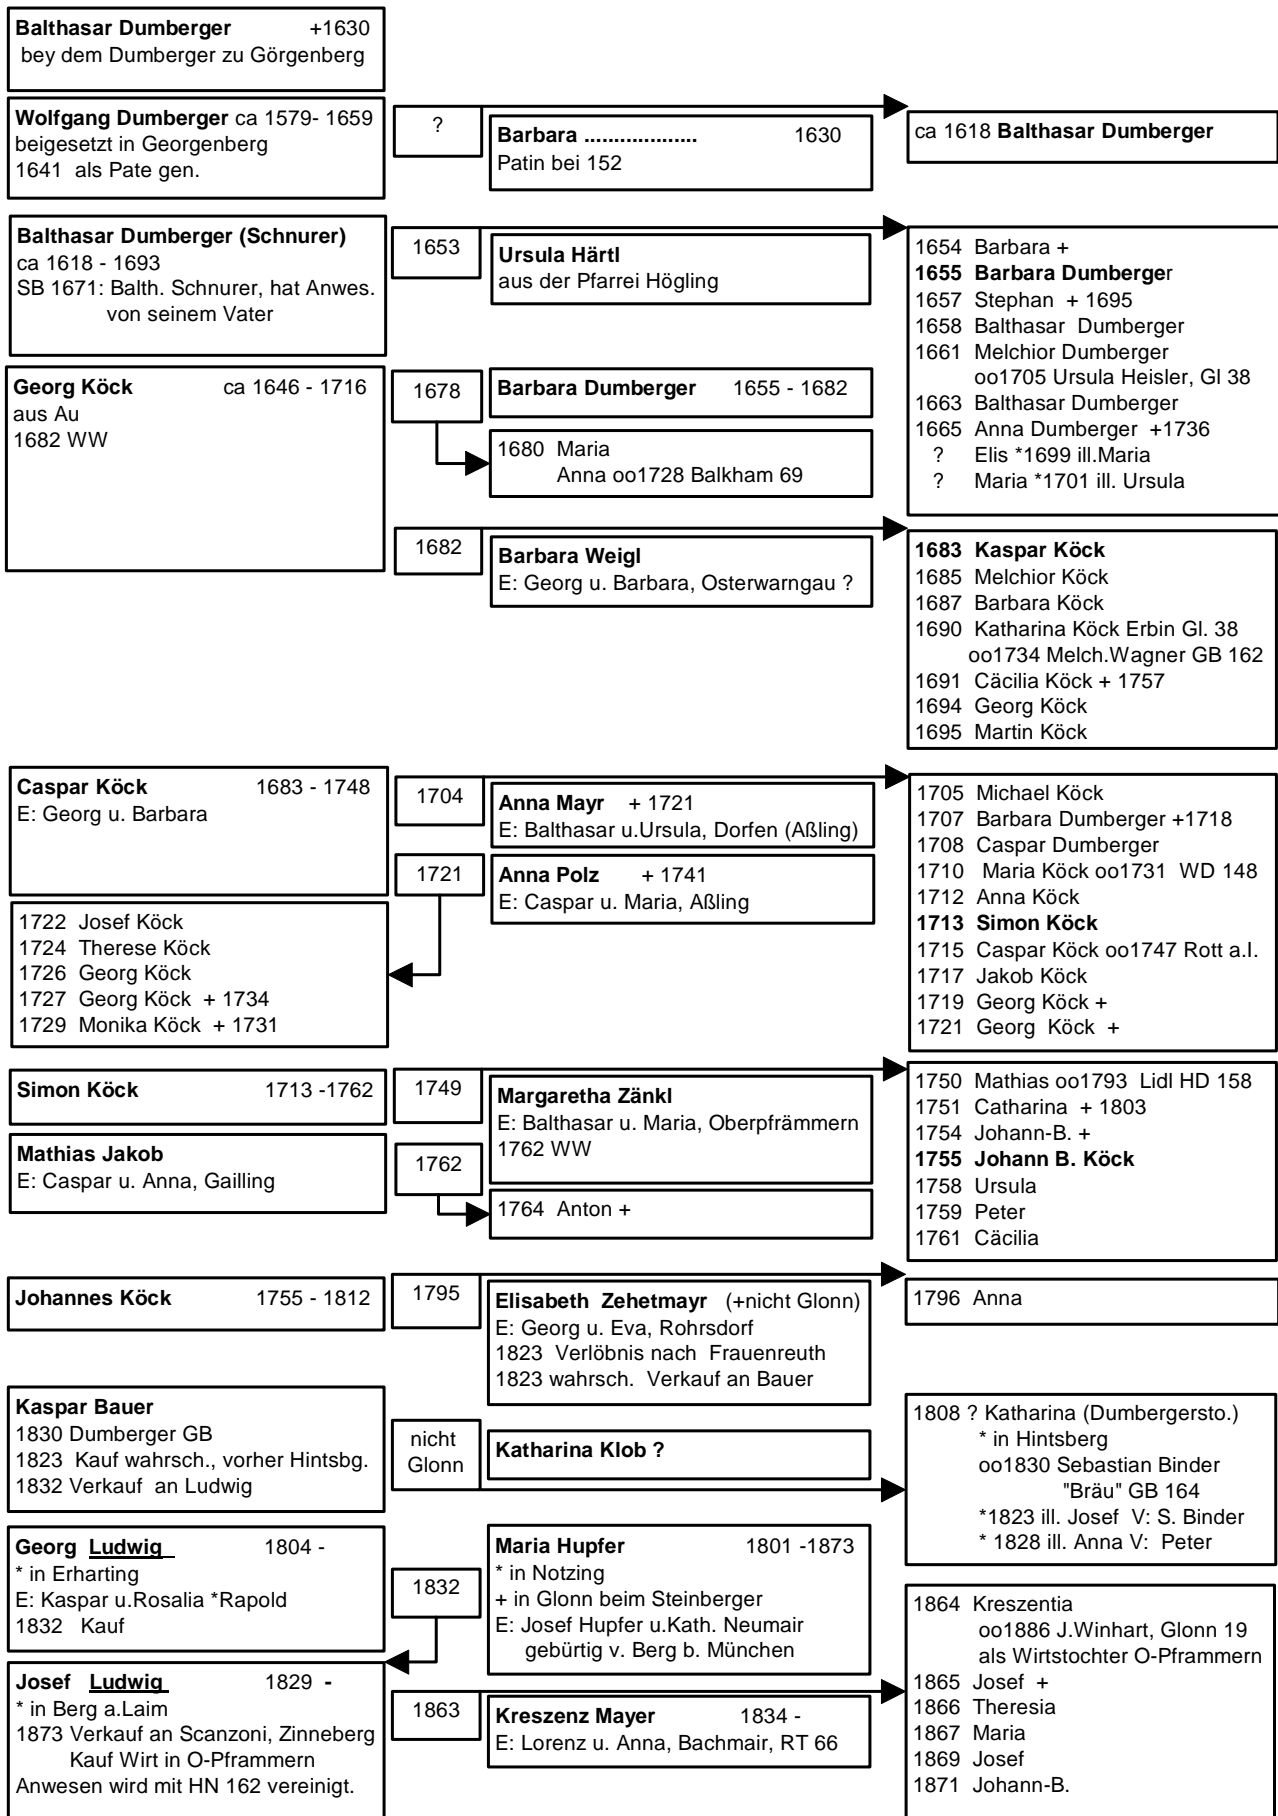 Balthasar Dumberger +1630
bey dem Dumberger zu Görgenberg
Wolfgang Dumberger ca 1579- 1659
beigesetzt in Georgenberg
1641 als Pate gen.
?
Barbara ................... 1630
Patin bei 152
ca 1618 Balthasar Dumberger
Balthasar Dumberger (Schnurer)
ca 1618 - 1693
SB 1671: Balth. Schnurer, hat Anwes.
von seinem Vater
1653
Ursula Härtl
aus der Pfarrei Högling
1654 Barbara +
1655 Barbara Dumberger
1657 Stephan + 1695
1658 Balthasar Dumberger
1661 Melchior Dumberger
oo1705 Ursula Heisler, Gl 38
1663 Balthasar Dumberger
1665 Anna Dumberger +1736
? Elis *1699 ill.Maria
? Maria *1701 ill. Ursula
Georg Köck ca 1646 - 1716
aus Au
1682 WW
1678
Barbara Dumberger 1655 - 1682
1680 Maria
Anna oo1728 Balkham 69
1682
Barbara Weigl
E: Georg u. Barbara, Osterwarngau ?
1683 Kaspar Köck
1685 Melchior Köck
1687 Barbara Köck
1690 Katharina Köck Erbin Gl. 38
oo1734 Melch.Wagner GB 162
1691 Cäcilia Köck + 1757
1694 Georg Köck
1695 Martin Köck
Caspar Köck 1683 - 1748
E: Georg u. Barbara
1704
Anna Mayr + 1721
E: Balthasar u.Ursula, Dorfen (Aßling)
1721
Anna Polz + 1741
E: Caspar u. Maria, Aßling
1722 Josef Köck
1724 Therese Köck
1726 Georg Köck
1727 Georg Köck + 1734
1729 Monika Köck + 1731
1705 Michael Köck
1707 Barbara Dumberger +1718
1708 Caspar Dumberger
1710 Maria Köck oo1731 WD 148
1712 Anna Köck
1713 Simon Köck
1715 Caspar Köck oo1747 Rott a.I.
1717 Jakob Köck
1719 Georg Köck +
1721 Georg Köck +
Simon Köck 1713 -1762
1749
Margaretha Zänkl
E: Balthasar u. Maria, Oberpfrämmern
1762 WW
Mathias Jakob
E: Caspar u. Anna, Gailling
1762
1764 Anton +
1750 Mathias oo1793 Lidl HD 158
1751 Catharina + 1803
1754 Johann-B. +
1755 Johann B. Köck
1758 Ursula
1759 Peter
1761 Cäcilia
Johannes Köck 1755 - 1812
1795
Elisabeth Zehetmayr (+nicht Glonn)
E: Georg u. Eva, Rohrsdorf
1823 Verlöbnis nach Frauenreuth
1823 wahrsch. Verkauf an Bauer
1796 Anna
Kaspar Bauer
1830 Dumberger GB
1823 Kauf wahrsch., vorher Hintsbg.
1832 Verkauf an Ludwig
nicht
Glonn
Katharina Klob ?
1808 ? Katharina (Dumbergersto.)
* in Hintsberg
oo1830 Sebastian Binder
"Bräu" GB 164
*1823 ill. Josef V: S. Binder
* 1828 ill. Anna V: Peter
Georg Ludwig 1804 -
* in Erharting
E: Kaspar u.Rosalia *Rapold
1832 Kauf
1832
Maria Hupfer 1801 -1873
* in Notzing
+ in Glonn beim Steinberger
E: Josef Hupfer u.Kath. Neumair
gebürtig v. Berg b. München
Josef Ludwig 1829 -
* in Berg a.Laim
1873 Verkauf an Scanzoni, Zinneberg
Kauf Wirt in O-Pframmern
Anwesen wird mit HN 162 vereinigt.
1863
Kreszenz Mayer 1834 -
E: Lorenz u. Anna, Bachmair, RT 66
1864 Kreszentia
oo1886 J.Winhart, Glonn 19
als Wirtstochter O-Pframmern
1865 Josef +
1866 Theresia
1867 Maria
1869 Josef
1871 Johann-B.